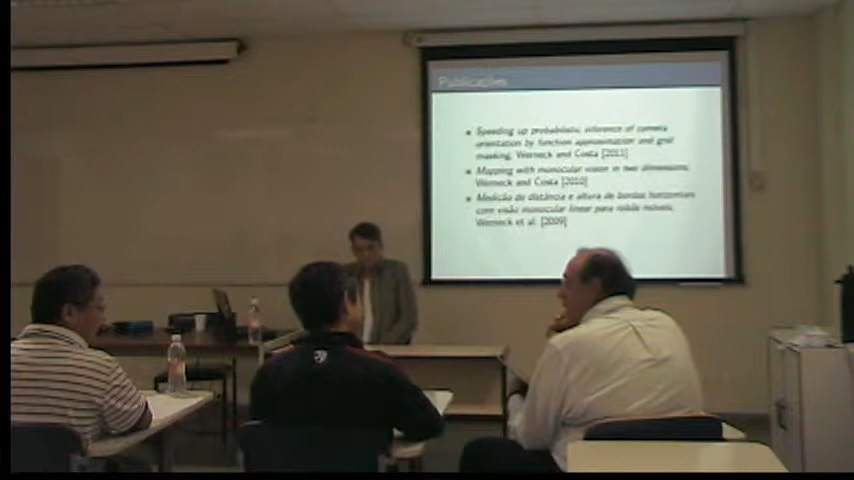 Publicações
Speeding up probabilistic inference of camera
orientation by function approximation and grid
masking, Werneck and Costa [2011]
Mapping with monocular vision in two dimensions,
Werneck and Costa [2010]
Medição de distância e altura de bordas horizontais
com visão monocular linear para robôs móveis,
Werneck et al. [2009]